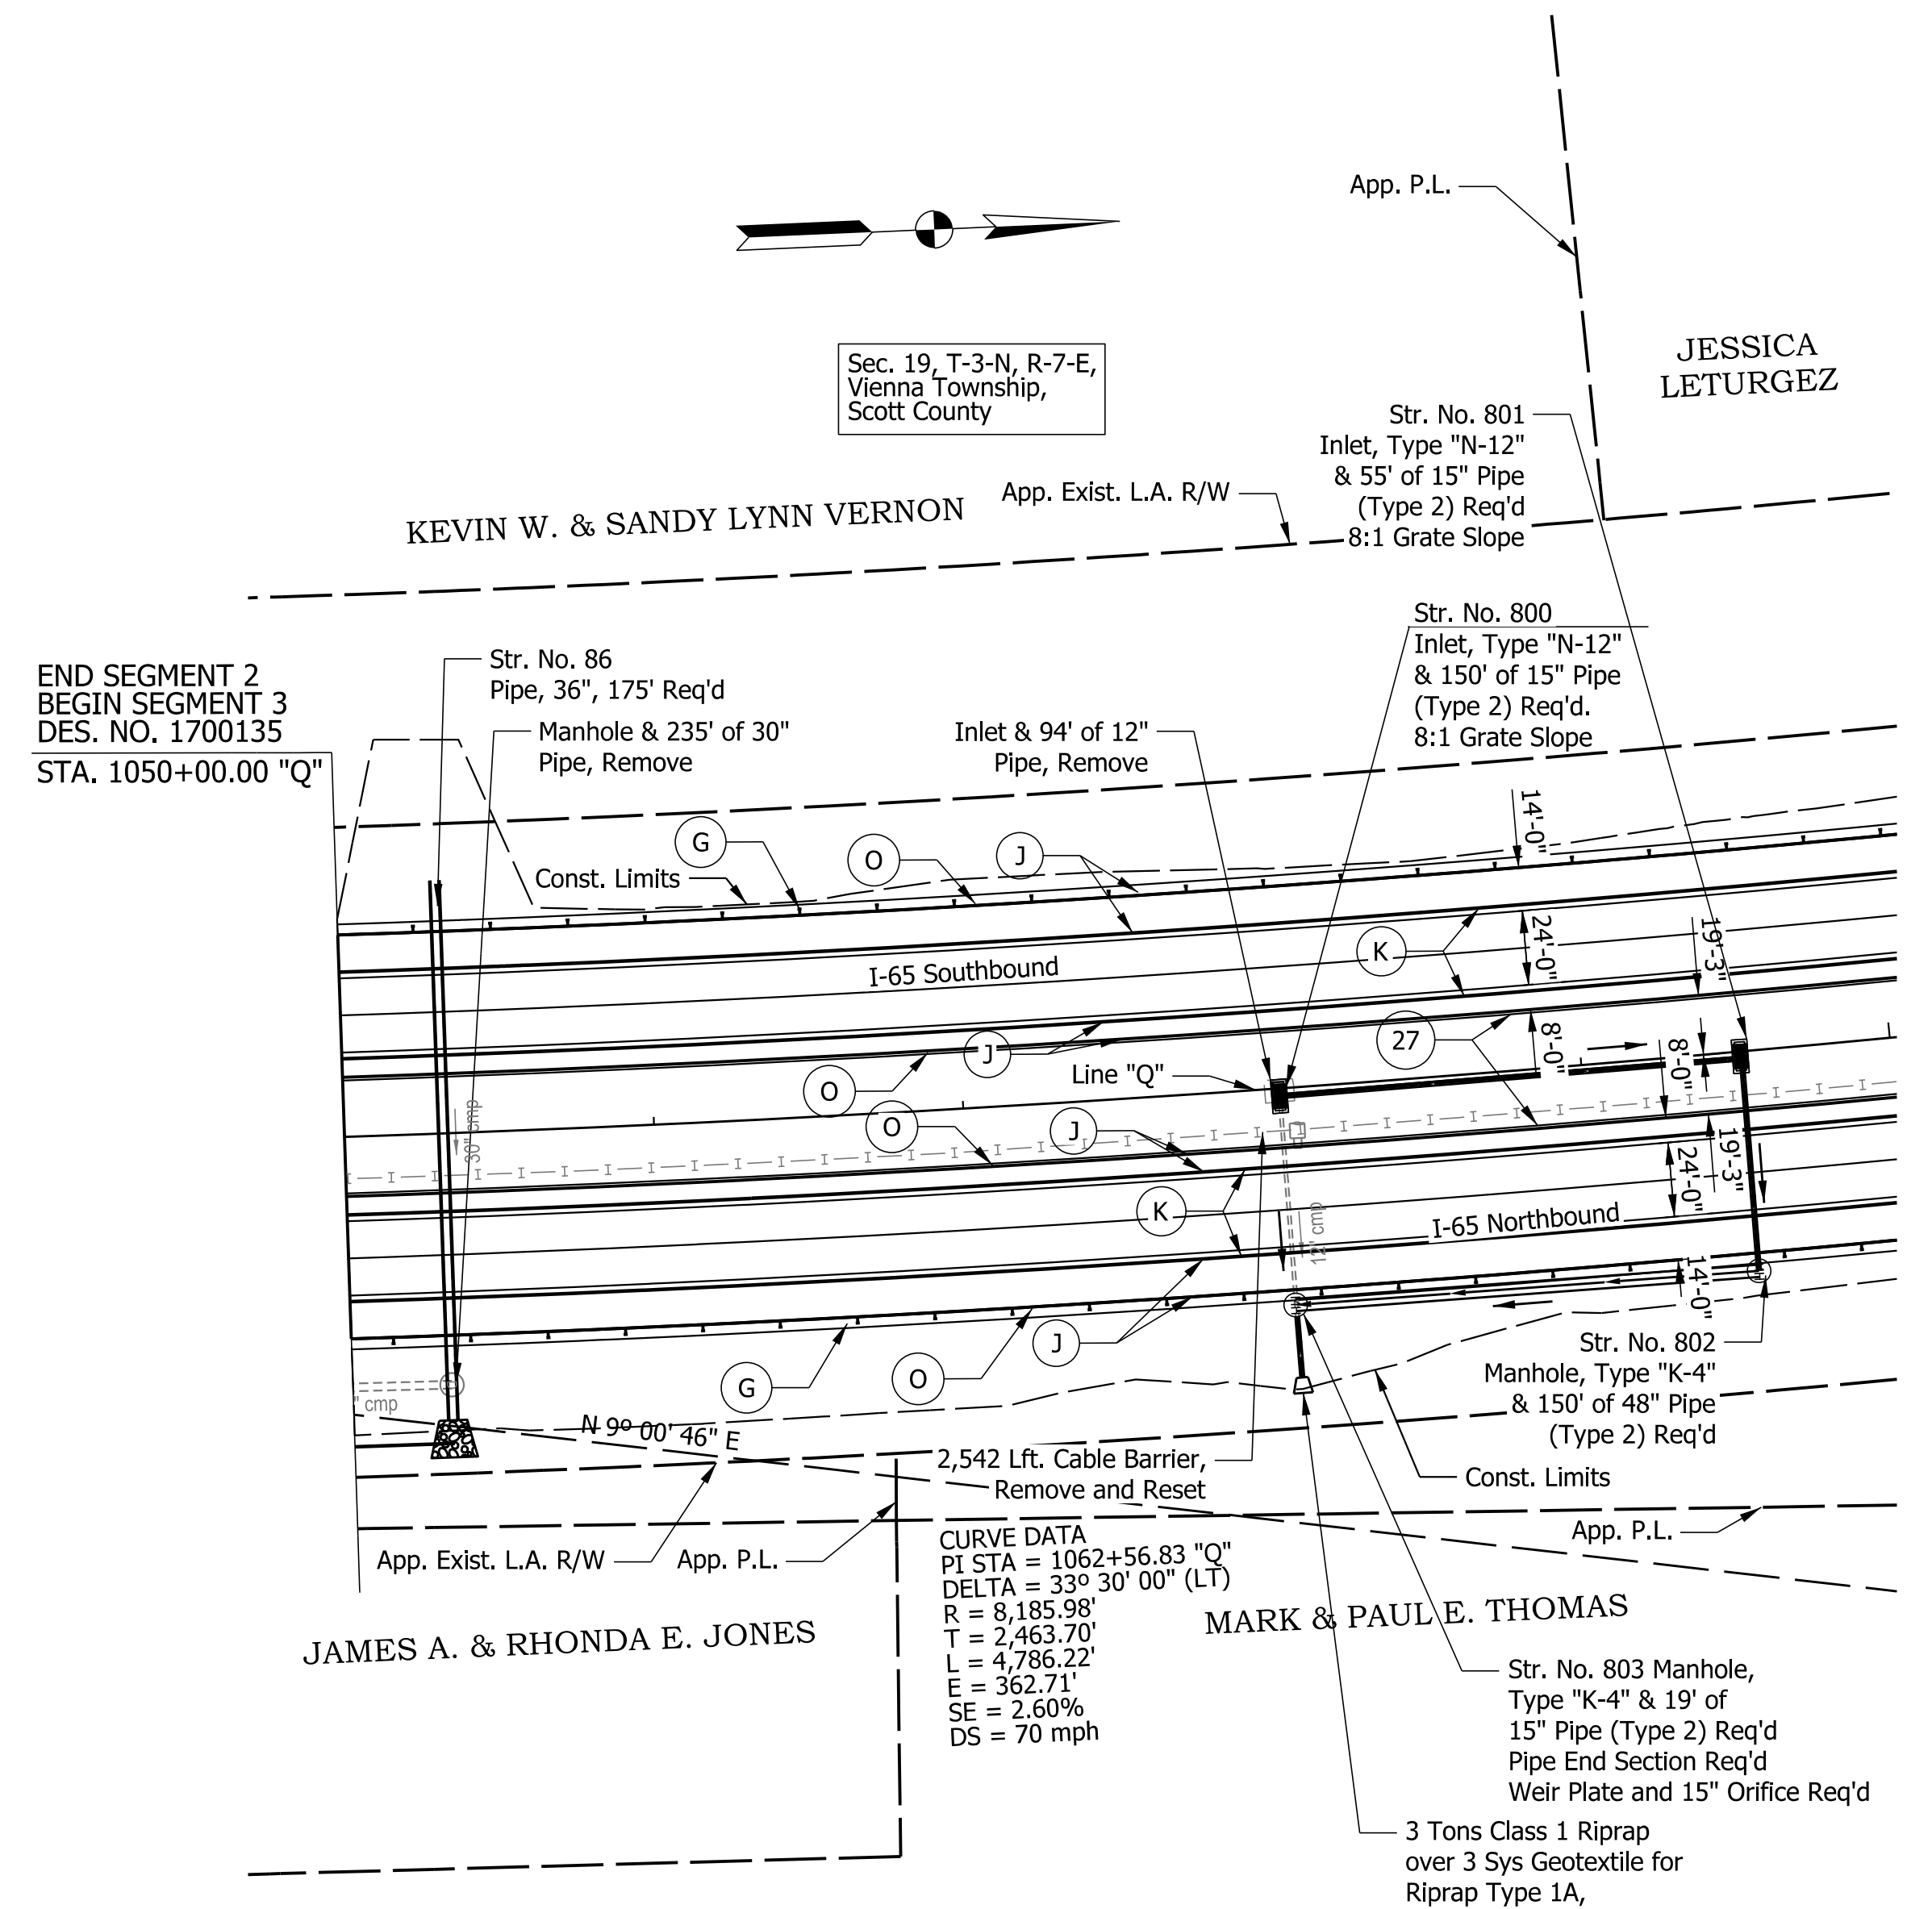 App. P.L.
JESSICA
LETURGEZ
Sec. 19, T-3-N, R-7-E,
Vienna Township,
Scott County
Str. No. 801
Inlet, Type "N-12"
& 55' of 15" Pipe
(Type 2) Req'd
8:1 Grate Slope
App. Exist. L.A. R/W
KEVIN W. & SANDY LYNN VERNON
Str. No. 800
Inlet, Type "N-12"
& 150' of 15" Pipe
(Type 2) Req'd.
8:1 Grate Slope
END SEGMENT 2
BEGIN SEGMENT 3
DES. NO. 1700135
STA. 1050+00.00 "Q"
Str. No. 86
Pipe, 36", 175' Req'd
Manhole & 235' of 30"
Pipe, Remove
Inlet & 94' of 12"
Pipe, Remove
14'-0"
G
O
J
Const. Limits
K
24'-0"
19'-3"
I-65 Southbound
27
8'-0"
8'-0"
J
O
Line "Q"
O
J
30" cmp
19'-3"
24'-0"
K
12' cmp
I-65 Northbound
14'-0"
J
G
O
Str. No. 802
Manhole, Type "K-4"
& 150' of 48" Pipe
(Type 2) Req'd
" cmp
N 9º 00' 46" E
2,542 Lft. Cable Barrier,
Remove and Reset
Const. Limits
App. Exist. L.A. R/W
App. P.L.
App. P.L.
CURVE DATA
PI STA = 1062+56.83 "Q"
DELTA = 33º 30' 00" (LT)
R = 8,185.98'
T = 2,463.70'
L = 4,786.22'
E = 362.71'
SE = 2.60%
DS = 70 mph
JAMES A. & RHONDA E. JONES
MARK & PAUL E. THOMAS
Str. No. 803 Manhole,
Type "K-4" & 19' of
15" Pipe (Type 2) Req'd
Pipe End Section Req'd
Weir Plate and 15" Orifice Req'd
3 Tons Class 1 Riprap
over 3 Sys Geotextile for
Riprap Type 1A,